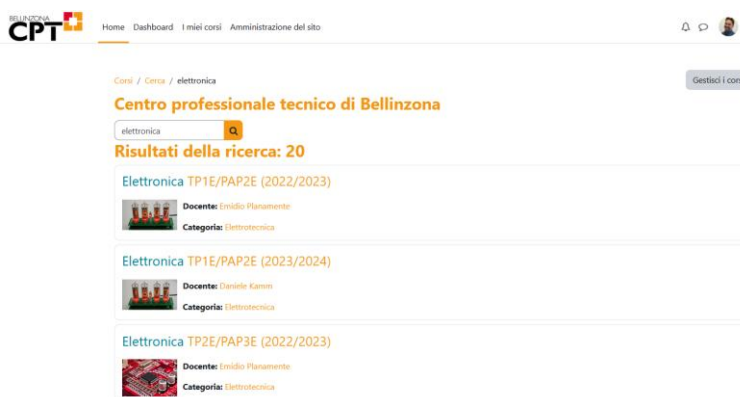 BELLINZONA
CPT
Home Dashboard I miei corsi Amministrazione del sito
Corsi / Cerca / elettronica
Gestisci i cors
Centro professionale tecnico di Bellinzona
elettronica
Risultati della ricerca: 20
Elettronica TP1E/PAP2E (2022/2023)
Docente: Emidio Planamente
Categoria: Elettrotecnica
Elettronica TP1E/PAP2E (2023/2024)
Docente: Daniele Kamm
Categoria: Elettrotecnica
Elettronica TP2E/PAP3E (2022/2023)
Docente: Emidio Planamente
Categoria: Elettrotecnica